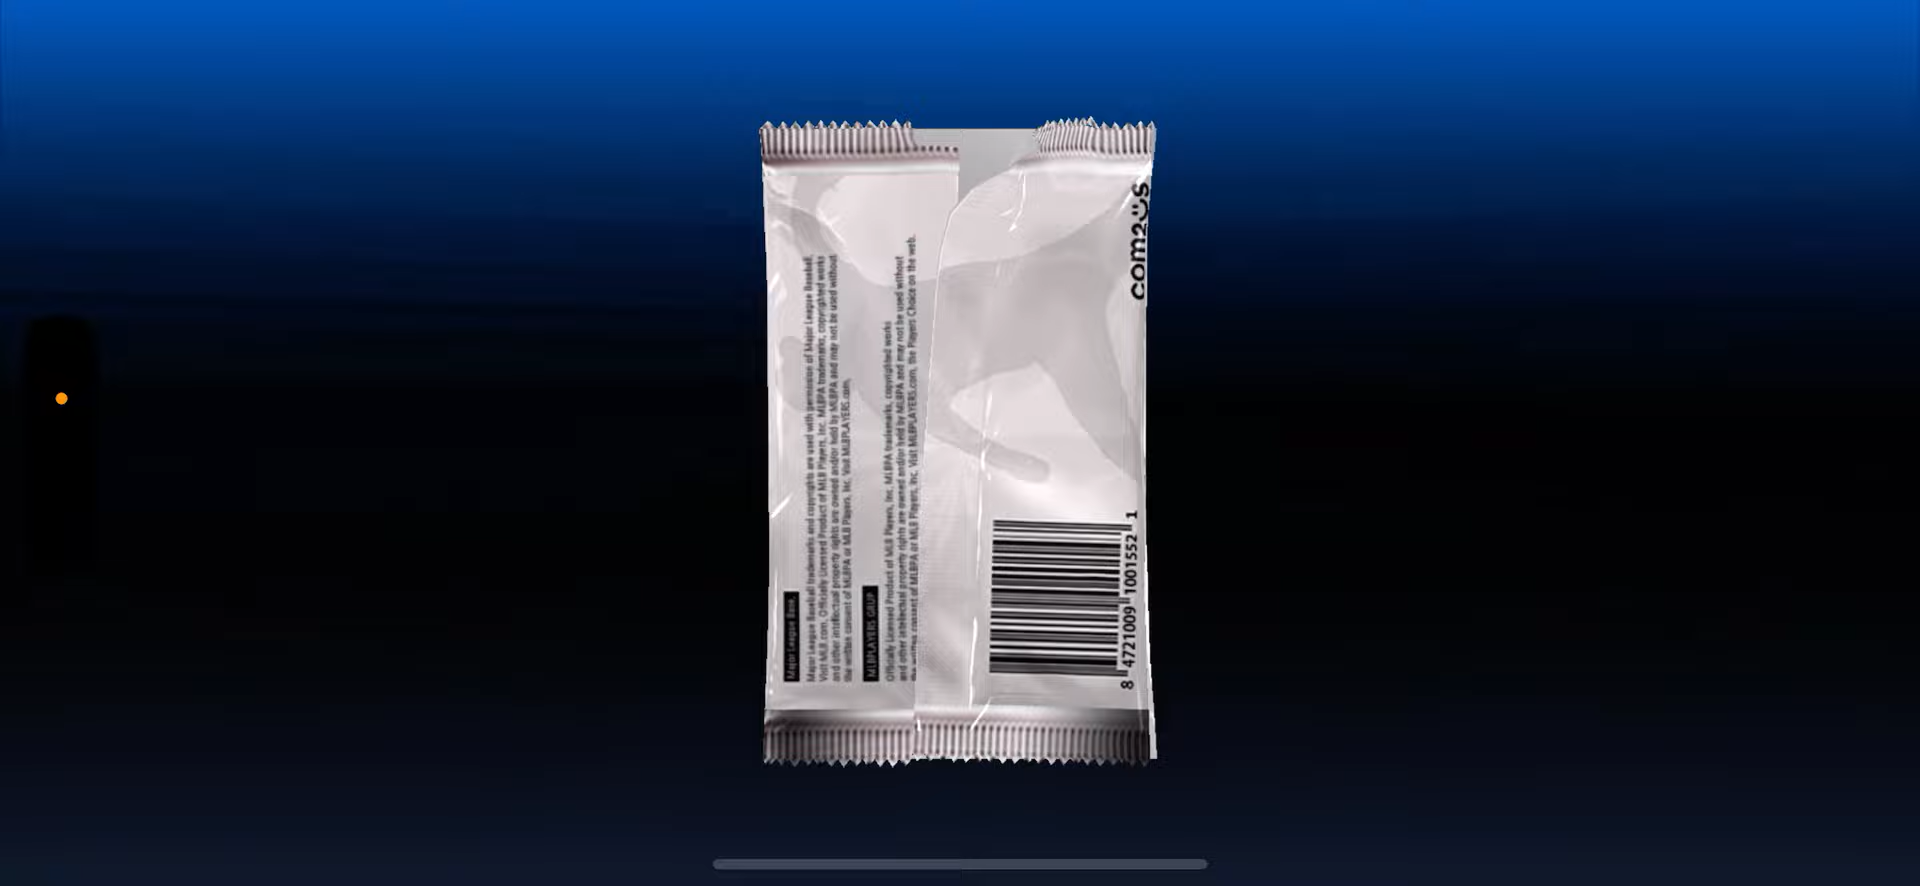 Major League Base,
Major League Baseball trademarks and copyrights are used with permission of Major League Baseball,
Visit MLB.com, Officially Licensed Product of MLB Players, Inc. MLBPA trademarks, copyrighted works
and other intellectual property rights are owned and/or held by MLBPA and may not be used without
the written consent of MLBPA or MLB Players, Inc. Visit MLBPLAYERS.com,
MLBPLAYERS GRUP
Officially Licensed Product of MLB Players, Inc, MLBPA trademarks, copyrighted works
and other intelectual property rights are owned and/or held by MLBPA and may not be used without
the written consent of MLBPA or MLB Players, Inc. Visit MLBPLAYERS.com, the Players Choice on the web.
com2us
8 4721009 1001552 1